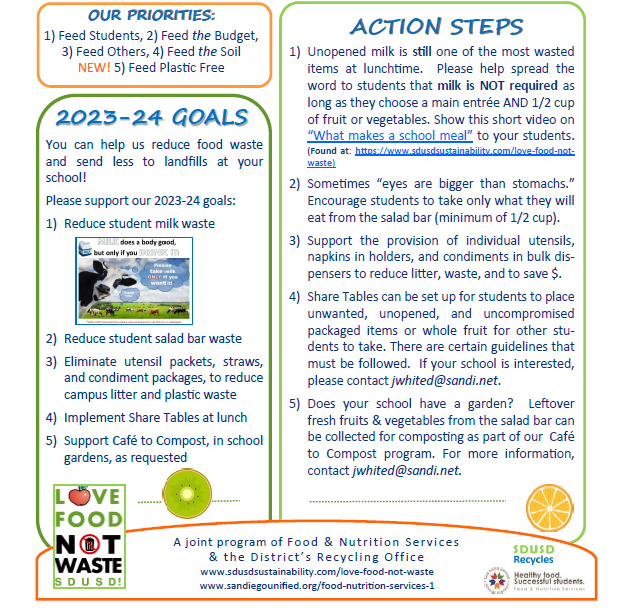 OUR PRIORITIES:
1) Feed Students, 2) Feed the Budget,
3) Feed Others, 4) Feed the Soil
NEW! 5) Feed Plastic Free
2023-24 GOALS
You can help us reduce food waste
and send less to landfills at your
school!
Please support our 2023-24 goals:
1) Reduce student milk waste
MILK does a body good,
but only if you DRINK IT!
Please
take milk
ONLY if you
want it!
2) Reduce student salad bar waste
3) Eliminate utensil packets, straws,
and condiment packages, to reduce
campus litter and plastic waste
4) Implement Share Tables at lunch
5) Support Café to Compost, in school
gardens, as requested
ACTION STEPS
1) Unopened milk is still one of the most wasted
items at lunchtime. Please help spread the
word to students that milk is NOT required as
long as they choose a main entrée AND 1/2 cup
of fruit or vegetables. Show this short video on
“What makes a school meal” to your students.
(Found at: https://www.sdusdsustainability.com/love-food-not-
waste)
2) Sometimes “eyes are bigger than stomachs.”
Encourage students to take only what they will
eat from the salad bar (minimum of 1/2 cup).
3) Support the provision of individual utensils,
napkins in holders, and condiments in bulk dis-
pensers to reduce litter, waste, and to save $.
4) Share Tables can be set up for students to place
unwanted, unopened, and uncompromised
packaged items or whole fruit for other stu-
dents to take. There are certain guidelines that
must be followed. If your school is interested,
please contact jwhited@sandi.net.
5) Does your school have a garden? Leftover
fresh fruits & vegetables from the salad bar can
be collected for composting as part of our Café
to Compost program. For more information,
contact jwhited@sandi.net.
LOVE
FOOD
NOT
WASTE
SDUSD!
A joint program of Food & Nutrition Services
& the District’s Recycling Office
www.sdusdsustainability.com/love-food-not-waste
www.sandiegounified.org/food-nutrition-services-1
SDUSD
Recycles
Healthy food.
Successful students.
Food & Nutrition Services